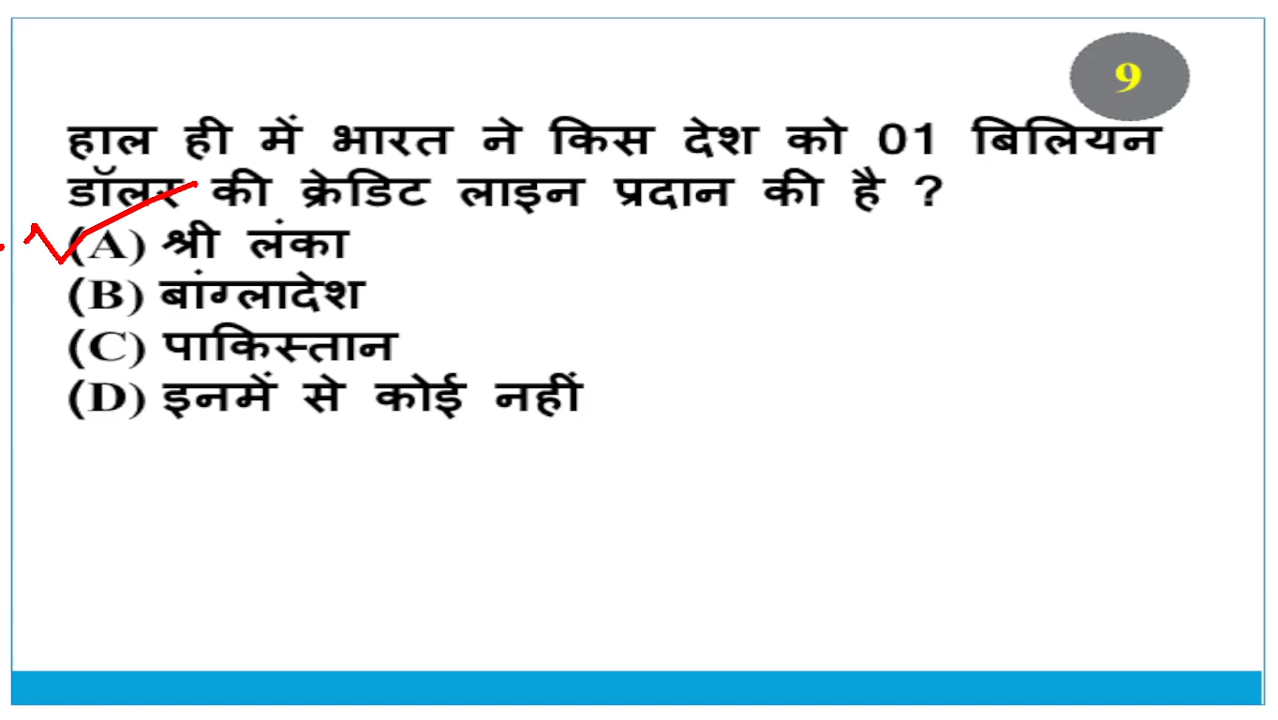 9
हाल ही में भारत ने किस देश को 01 बिलियन
डॉलर की क्रेडिट लाइन प्रदान की है ?
(A) श्री लंका
(B) बांग्लादेश
(C) पाकिस्तान
(D) इनमें से कोई नहीं